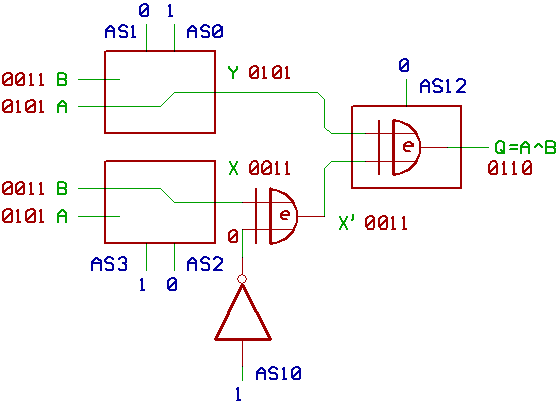 0 1
AS1 AS0
0011 B
0101 A
Y 0101
0
AS12
e
Q=A^B
0110
0011 B
0101 A
X 0011
e
0
X' 0011
AS3 AS2
1 0
AS10
1